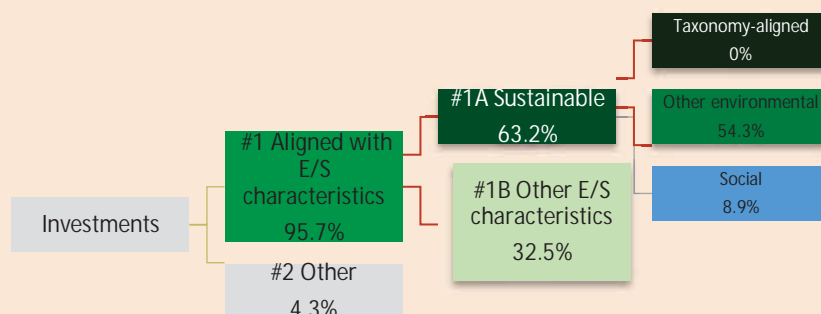 Investments
#1 Aligned with
E/S
characteristics
95.7%
#2 Other
4.3%
#1A Sustainable
63.2%
#1B Other E/S
characteristics
32.5%
Taxonomy-aligned
0%
Other environmental
54.3%
Social
8.9%